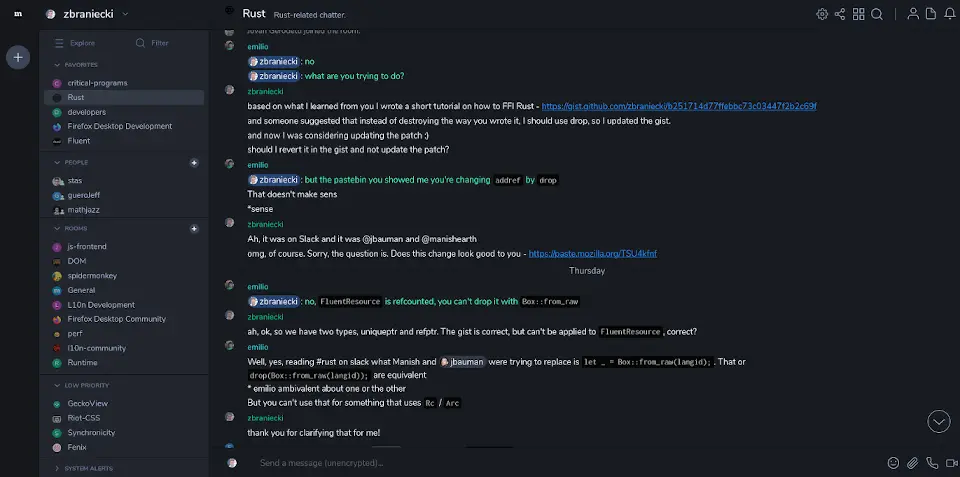 m zbraniecki
Rust Rust-related chatter.
Explore Filter
FAVORITES
critical-programs
Rust
developers
Firefox Desktop Development
Fluent
PEOPLE
stas
gueroJeff
mathjazz
ROOMS
js-frontend
DOM
spidermonkey
General
L10n Development
Firefox Desktop Community
perf
l10n-community
Runtime
LOW PRIORITY
GeckoView
Riot-CSS
Synchronicity
Fenix
SYSTEM ALERTS
joined the room.
emilio
zbraniecki : no
zbraniecki : what are you trying to do?
zbraniecki
based on what I learned from you I wrote a short tutorial on how to FFI Rust - https://gist.github.com/zbraniecki/b251714d77ffebbc73c03447f2b2c69f
and someone suggested that instead of destroying the way you wrote it, I should use drop, so I updated the gist.
and now I was considering updating the patch :)
should I revert it in the gist and not update the patch?
emilio
zbraniecki : but the pastebin you showed me you're changing addref by drop
That doesn't make sens
*sense
zbraniecki
Ah, it was on Slack and it was @jbauman and @manishearth
omg, of course. Sorry, the question is. Does this change look good to you - https://paste.mozilla.org/TSU4kfnf
Thursday
emilio
zbraniecki : no, FluentResource is refcounted, you can't drop it with Box::from_raw
zbraniecki
ah, ok, so we have two types, uniqueptr and refptr. The gist is correct, but can't be applied to FluentResource, correct?
emilio
Well, yes, reading #rust on slack what Manish and jbauman were trying to replace is let _ = Box::from_raw(langid);. That or
drop(Box::from_raw(langid)); are equivalent
* emilio ambivalent about one or the other
But you can't use that for something that uses Rc / Arc
zbraniecki
thank you for clarifying that for me!
Send a message (unencrypted)...